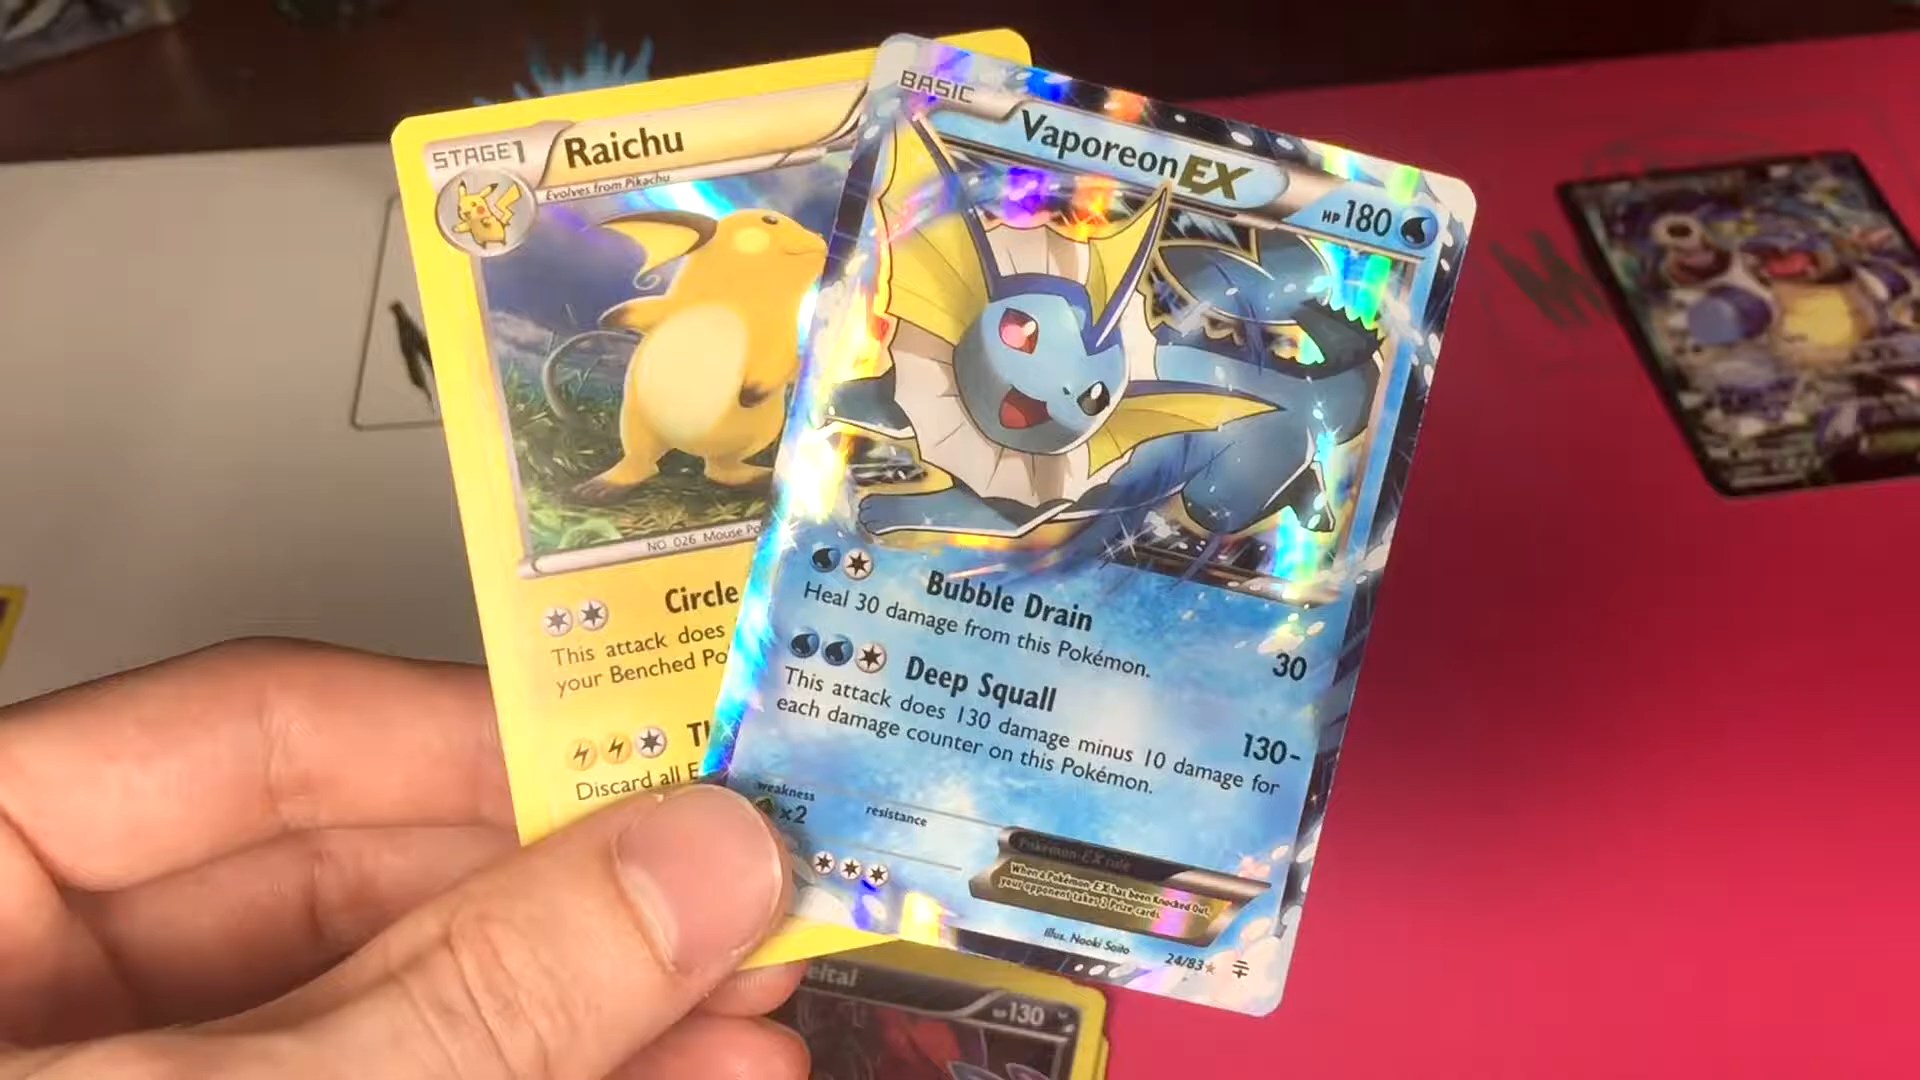 STAGE1
Raichu
Evolves from Pikachu
NO. 026 Mouse Po
Circle
This attack does
your Benched Po
Discard all E
BASIC
Vaporeon EX
HP 180
Bubble Drain
30
Heal 30 damage from this Pokémon.
Deep Squall
130-
This attack does 130 damage minus 10 damage for
each damage counter on this Pokémon.
weakness
x2
resistance
Pokémon-EX rule
When a Pokémon-EX has been Knocked Out,
your opponent takes 2 Prize cards.
Illus. Naoki Saito
24/83
HP 130